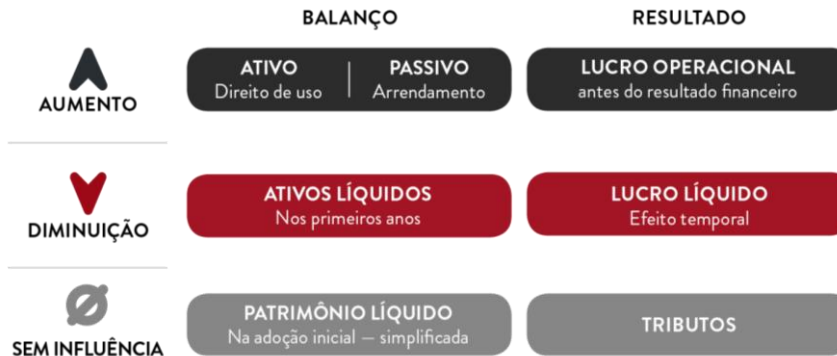 BALANÇO RESULTADO
AUMENTO
ATIVO | PASSIVO
Direito de uso Arrendamento
LUCRO OPERACIONAL
antes do resultado financeiro
DIMINUIÇÃO
ATIVOS LÍQUIDOS
Nos primeiros anos
LUCRO LÍQUIDO
Efeito temporal
SEM INFLUÊNCIA
PATRIMÔNIO LÍQUIDO
Na adoção inicial — simplificada
TRIBUTOS